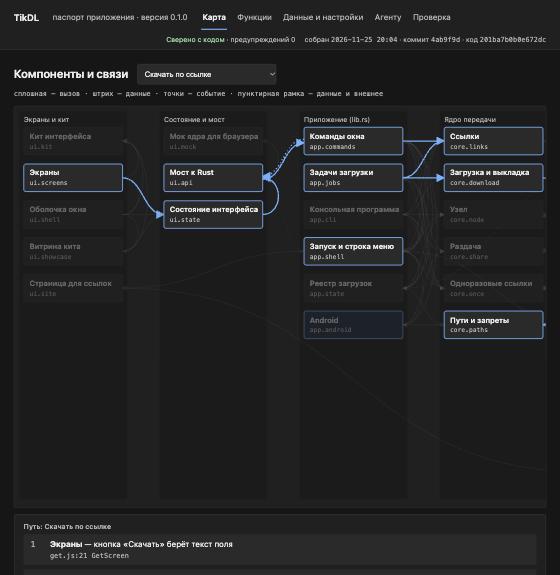 TikDL паспорт приложения · версия 0.1.0 Карта Функции Данные и настройки Агенту Проверка
Сверено с кодом · предупреждений 0 собран 2026-11-25 20:04 · коммит 4ab9f9d · код 201ba7b0b0e672dc
Компоненты и связи Скачать по ссылке
сплошная — вызов · штрих — данные · точки — событие · пунктирная рамка — данные и внешнее
Экраны и кит
Кит интерфейса
ui.kit
Экраны
ui.screens
Оболочка окна
ui.shell
Витрина кита
ui.showcase
Страница для ссылок
ui.site
Состояние и мост
Мок ядра для браузера
ui.mock
Мост к Rust
ui.api
Состояние интерфейса
ui.state
Приложение (lib.rs)
Команды окна
app.commands
Задачи загрузки
app.jobs
Консольная программа
app.cli
Запуск и строка меню
app.shell
Реестр загрузок
app.state
Android
app.android
Ядро передачи
Ссылки
core.links
Загрузка и выкладка
core.download
Узел
core.node
Раздача
core.share
Одноразовые ссылки
core.once
Пути и запреты
core.paths
Путь: Скачать по ссылке
1 Экраны — кнопка «Скачать» берёт текст поля
get.js:21 GetScreen